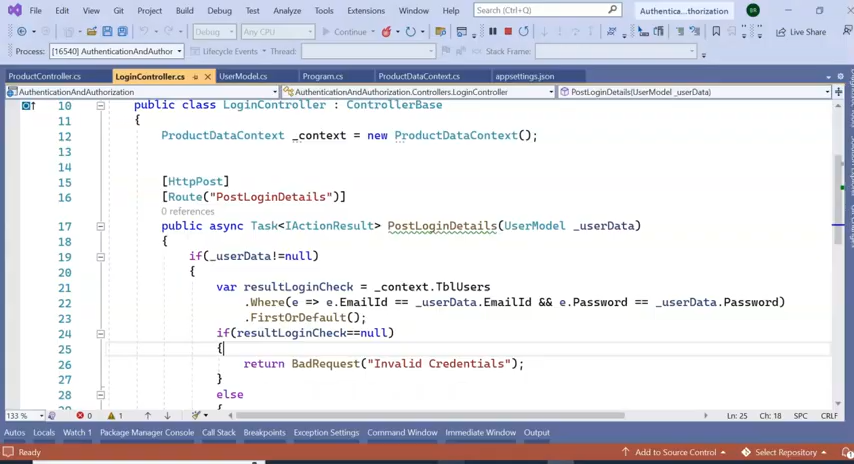 File Edit View Git Project Build Debug Test Analyze Tools Extensions Window Help Search (Ctrl+Q) Authentica...horization
Debug Any CPU Continue Live Share
Process: [16540] AuthenticationAndAuthor Lifecycle Events Thread: Stack Frame:
ProductController.cs LoginController.cs UserModel.cs Program.cs ProductDataContext.cs appsettings.json
AuthenticationAndAuthorization AuthenticationAndAuthorization.Controllers.LoginController PostLoginDetails(UserModel _userData)
10 public class LoginController : ControllerBase
11 {
12 ProductDataContext _context = new ProductDataContext();
13
14
15 [HttpPost]
16 [Route("PostLoginDetails")]
0 references
17 public async Task<IActionResult> PostLoginDetails(UserModel _userData)
18 {
19 if(_userData!=null)
20 {
21 var resultLoginCheck = _context.TblUsers
22 .Where(e => e.EmailId == _userData.EmailId && e.Password == _userData.Password)
23 .FirstOrDefault();
24 if(resultLoginCheck==null)
25 {
26 return BadRequest("Invalid Credentials");
27 }
28 else
133 % 0 1 Ln: 25 Ch: 18 SPC CRLF
Autos Locals Watch 1 Package Manager Console Call Stack Breakpoints Exception Settings Command Window Immediate Window Output
Ready Add to Source Control Select Repository